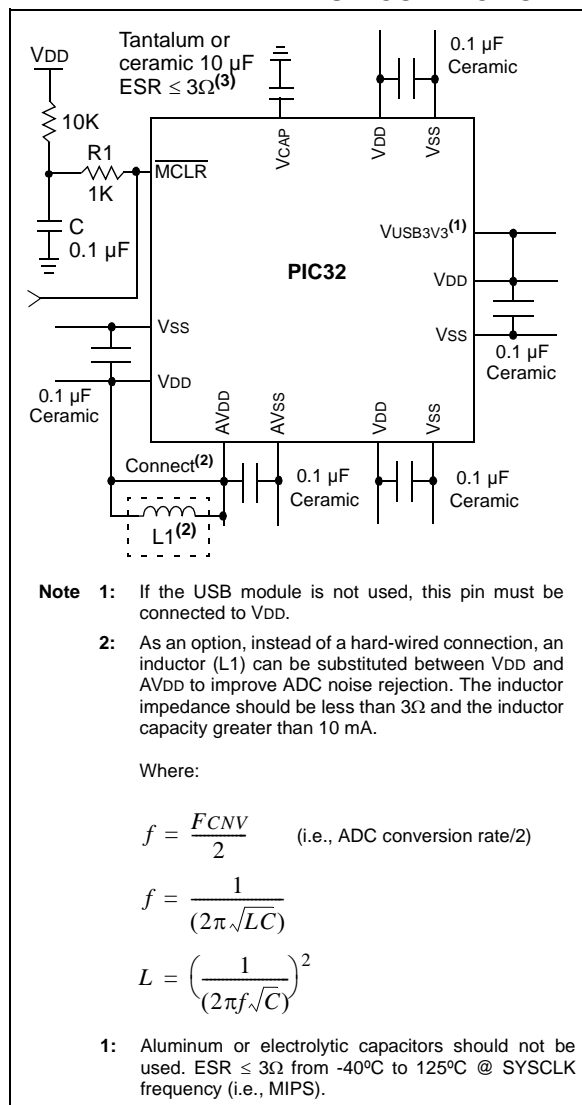 VDD
Tantalum or
ceramic 10 µF
ESR ≤ 3Ω(3)
0.1 µF
Ceramic
10K
R1
1K
MCLR
VCAP
VDD
VSS
C
0.1 µF
VUSB3V3(1)
PIC32
VDD
VSS
0.1 µF
Ceramic
VSS
VDD
0.1 µF
Ceramic
AVDD
AVSS
VDD
VSS
Connect(2)
0.1 µF
Ceramic
0.1 µF
Ceramic
L1(2)
Note 1: If the USB module is not used, this pin must be
connected to VDD.
2: As an option, instead of a hard-wired connection, an
inductor (L1) can be substituted between VDD and
AVDD to improve ADC noise rejection. The inductor
impedance should be less than 3Ω and the inductor
capacity greater than 10 mA.
Where:
f = FCNV / 2 (i.e., ADC conversion rate/2)
f = 1 / (2π√LC)
L = (1 / (2πf√C))²
1: Aluminum or electrolytic capacitors should not be
used. ESR ≤ 3Ω from -40ºC to 125ºC @ SYSCLK
frequency (i.e., MIPS).